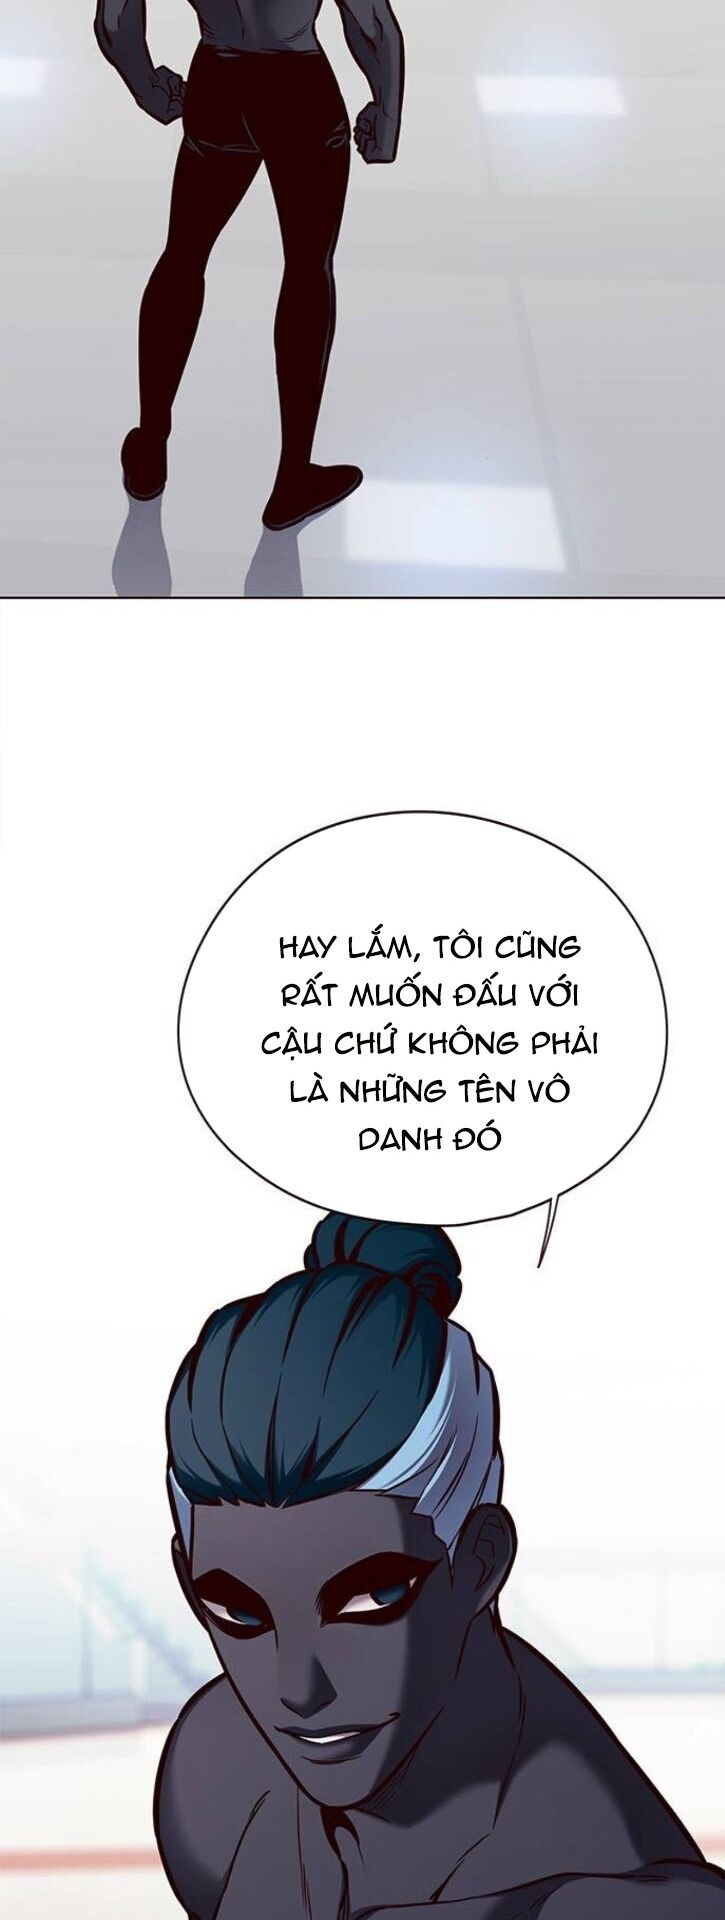 HAY LẮM, TÔI CŨNG
RẤT MUỐN ĐẤU VỚI
CẬU CHỨ KHÔNG PHẢI
LÀ NHỮNG TÊN VÔ
DANH ĐÓ